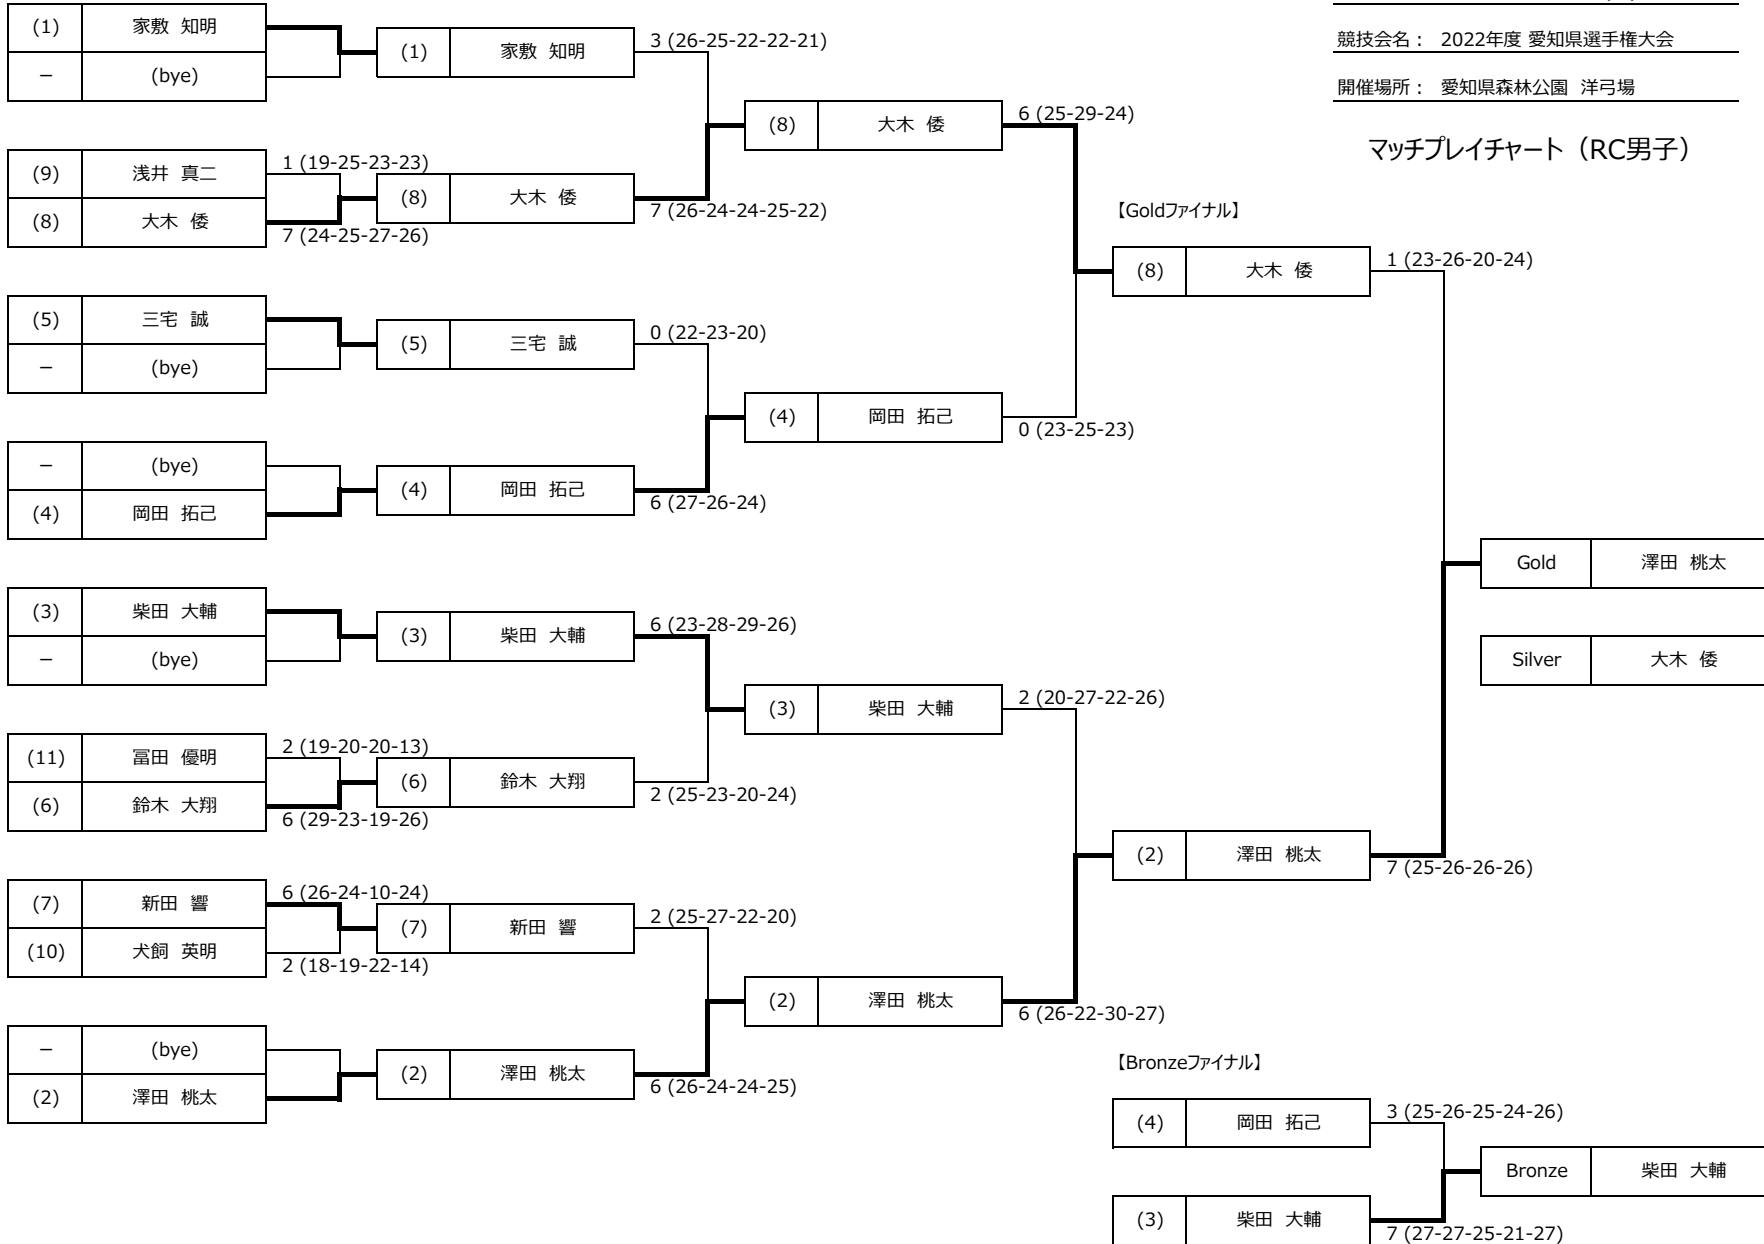 競技会名： 2022年度 愛知県選手権大会
開催場所： 愛知県森林公園 洋弓場
マッチプレイチャート（RC男子）
(1) 家敷 知明
－ (bye)
(9) 浅井 真二 1 (19-25-23-23)
(8) 大木 倭 7 (24-25-27-26)
(5) 三宅 誠
－ (bye)
－ (bye)
(4) 岡田 拓己
(3) 柴田 大輔
－ (bye)
(11) 冨田 優明 2 (19-20-20-13)
(6) 鈴木 大翔 6 (29-23-19-26)
(7) 新田 響 6 (26-24-10-24)
(10) 犬飼 英明 2 (18-19-22-14)
－ (bye)
(2) 澤田 桃太
(1) 家敷 知明 3 (26-25-22-22-21)
(8) 大木 倭 7 (26-24-24-25-22)
(5) 三宅 誠 0 (22-23-20)
(4) 岡田 拓己 6 (27-26-24)
(3) 柴田 大輔 6 (23-28-29-26)
(6) 鈴木 大翔 2 (25-23-20-24)
(7) 新田 響 2 (25-27-22-20)
(2) 澤田 桃太 6 (26-24-24-25)
(8) 大木 倭 6 (25-29-24)
(4) 岡田 拓己 0 (23-25-23)
(3) 柴田 大輔 2 (20-27-22-26)
(2) 澤田 桃太 6 (26-22-30-27)
【Goldファイナル】
(8) 大木 倭 1 (23-26-20-24)
(2) 澤田 桃太 7 (25-26-26-26)
Gold 澤田 桃太
Silver 大木 倭
【Bronzeファイナル】
(4) 岡田 拓己 3 (25-26-25-24-26)
(3) 柴田 大輔 7 (27-27-25-21-27)
Bronze 柴田 大輔